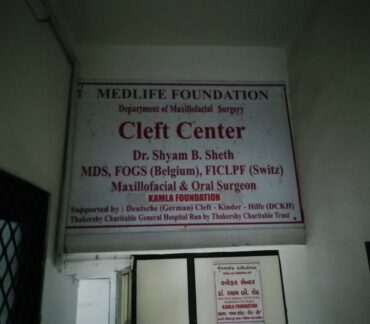 MEDLIFE FOUNDATION
Department of Maxillofacial Surgery
Cleft Center
Dr. Shyam B. Sheth
MDS, FOGS (Belgium), FICLPF (Switz)
Maxillofacial & Oral Surgeon
KAMLA FOUNDATION
Supported by : Deutsche (German) Cleft - Kinder - Hilfe (DCKH)
Thakershy Charitable General Hospital Run by Thakershy Charitable Trust
KAMLA FOUNDATION